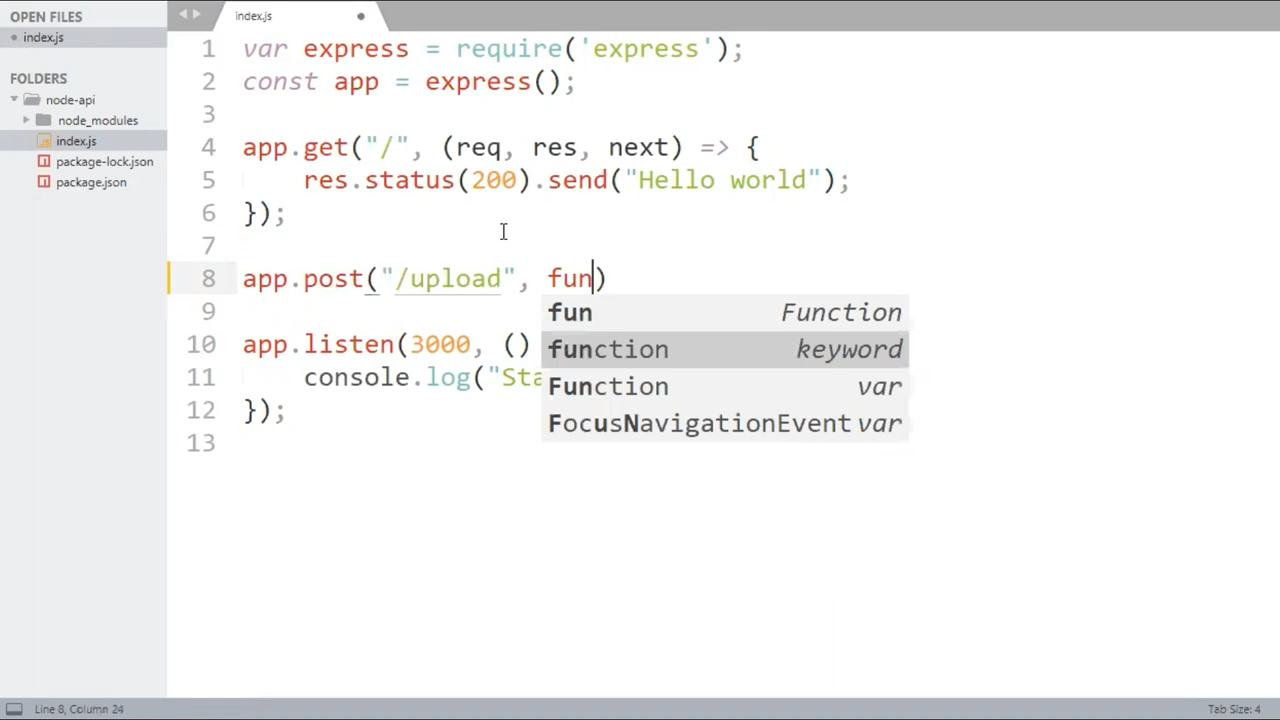 OPEN FILES
index.js
FOLDERS
node-api
node_modules
index.js
package-lock.json
package.json
index.js
1 var express = require('express');
2 const app = express();
3
4 app.get("/", (req, res, next) => {
5 res.status(200).send("Hello world");
6 });
7
8 app.post("/upload", fun)
9
10 app.listen(3000, ()
11 console.log("Sta
12 });
13
fun Function
function keyword
Function var
FocusNavigationEvent var
Line 8, Column 24
Tab Size: 4